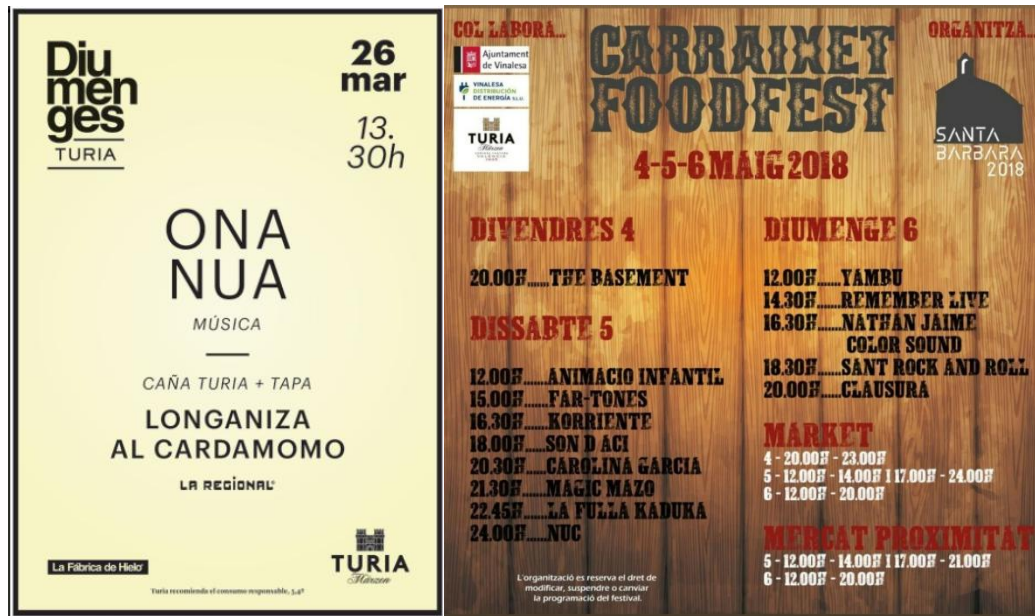 Diu
men
ges
TURIA
26
mar
13.
30h
ONA
NUA
MÚSICA
CAÑA TURIA + TAPA
LONGANIZA
AL CARDAMOMO
LA REGIONAL
La Fábrica de Hielo
TURIA
Märzen
Turia recomienda el consumo responsable, 5,4º
COL·LABORA...
Ajuntament
de Vinalesa
VINALESA
DISTRIBUCIÓN
DE ENERGÍA S.L.U.
TURIA
Märzen
CARRAIXET
FOODFEST
4-5-6 MAIG 2018
ORGANITZA...
SANTA
BARBARA
2018
DIVENDRES 4
20.00H......THE BASEMENT
DISSABTE 5
12.00H......ANIMACIO INFANTIL
15.00H......FAR-TONES
16.30H......KORRIENTE
18.00H......SON D ACI
20.30H......CAROLINA GARCIA
21.30H......MAGIC MAZO
22.45H......LA FULLA KADUKA
24.00H......NUC
DIUMENGE 6
12.00H......YAMBU
14.30H......REMEMBER LIVE
16.30H......NATHAN JAIME
COLOR SOUND
18.30H......SANT ROCK AND ROLL
20.00H......CLAUSURA
MARKET
4 - 20.00H - 23.00H
5 - 12.00H - 14.00H I 17.00H - 24.00H
6 - 12.00H - 20.00H
MERCAT PROXIMITAT
5 - 12.00H - 14.00H I 17.00H - 21.00H
6 - 12.00H - 20.00H
L'organització es reserva el dret de
modificar, suspendre o canviar
la programació del festival.